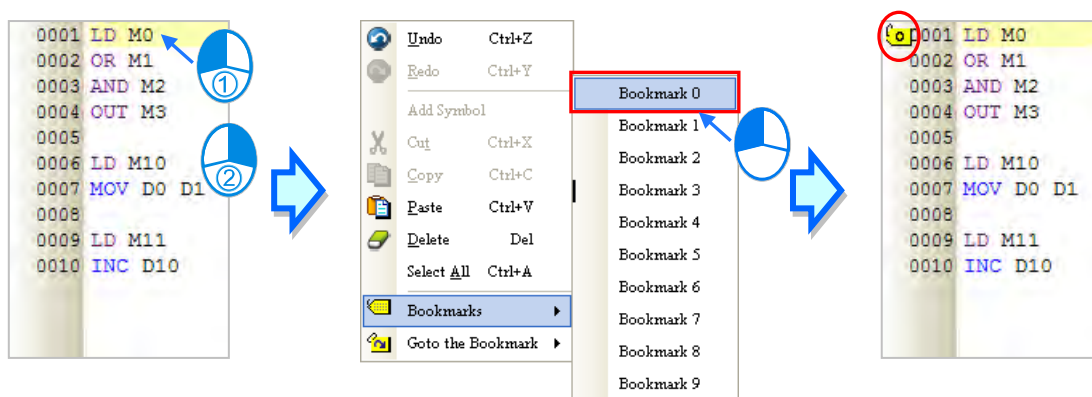 0001 LD M0
0002 OR M1
0003 AND M2
0004 OUT M3
0005
0006 LD M10
0007 MOV D0 D1
0008
0009 LD M11
0010 INC D10
①
②
Undo Ctrl+Z
Redo Ctrl+Y
Add Symbol
Cut Ctrl+X
Copy Ctrl+C
Paste Ctrl+V
Delete Del
Select All Ctrl+A
Bookmarks
Goto the Bookmark
Bookmark 0
Bookmark 1
Bookmark 2
Bookmark 3
Bookmark 4
Bookmark 5
Bookmark 6
Bookmark 7
Bookmark 8
Bookmark 9
0001 LD M0
0002 OR M1
0003 AND M2
0004 OUT M3
0005
0006 LD M10
0007 MOV D0 D1
0008
0009 LD M11
0010 INC D10